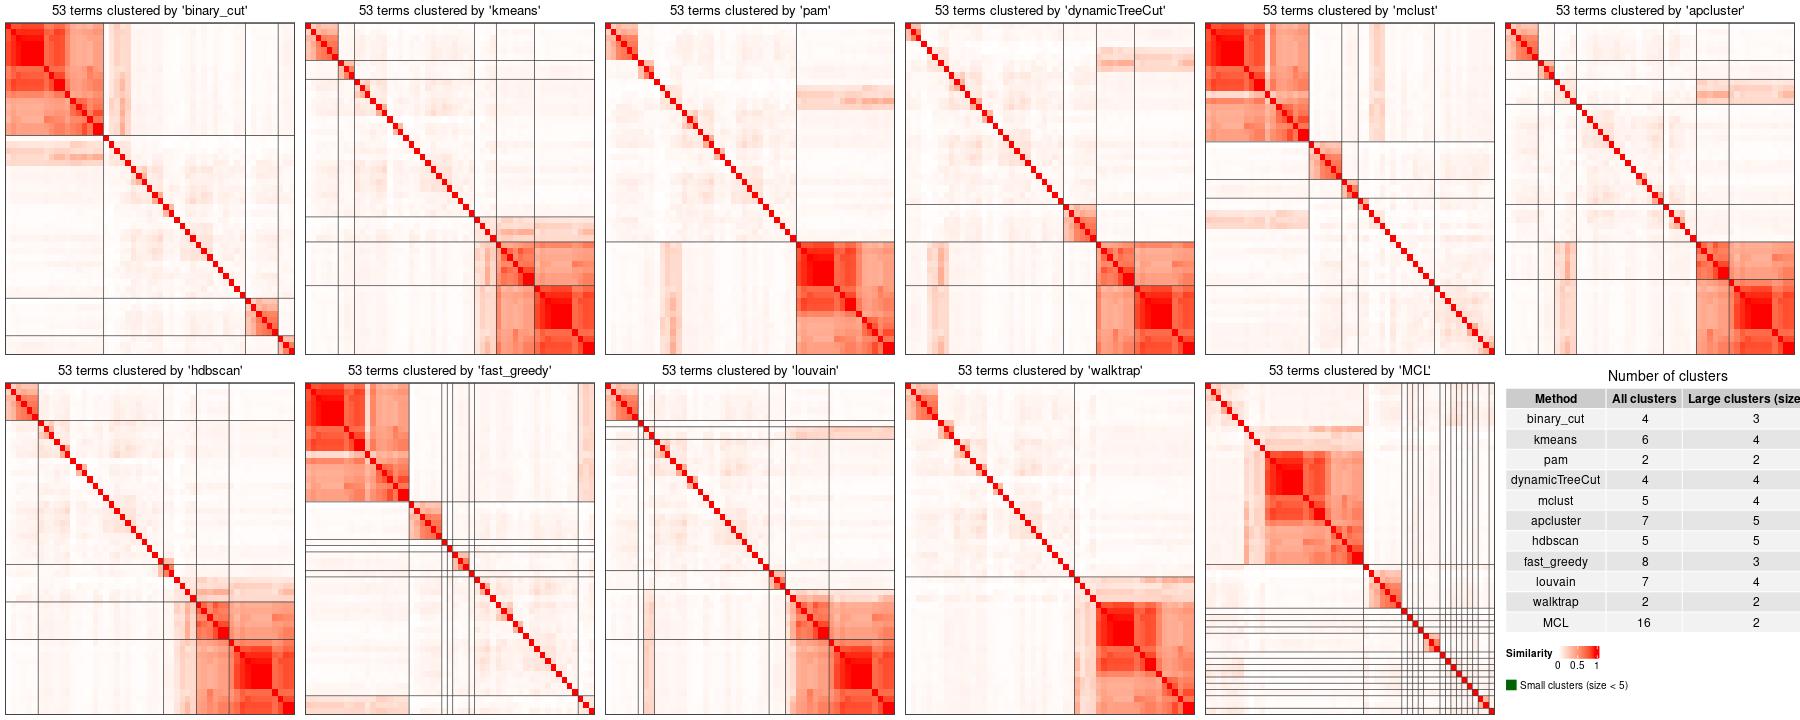 53 terms clustered by 'binary_cut'
53 terms clustered by 'kmeans'
53 terms clustered by 'pam'
53 terms clustered by 'dynamicTreeCut'
53 terms clustered by 'mclust'
53 terms clustered by 'apcluster'
53 terms clustered by 'hdbscan'
53 terms clustered by 'fast_greedy'
53 terms clustered by 'louvain'
53 terms clustered by 'walktrap'
53 terms clustered by 'MCL'
Number of clusters
Method All clusters Large clusters (size
binary_cut 4 3
kmeans 6 4
pam 2 2
dynamicTreeCut 4 4
mclust 5 4
apcluster 7 5
hdbscan 5 5
fast_greedy 8 3
louvain 7 4
walktrap 2 2
MCL 16 2
Similarity
0 0.5 1
Small clusters (size < 5)